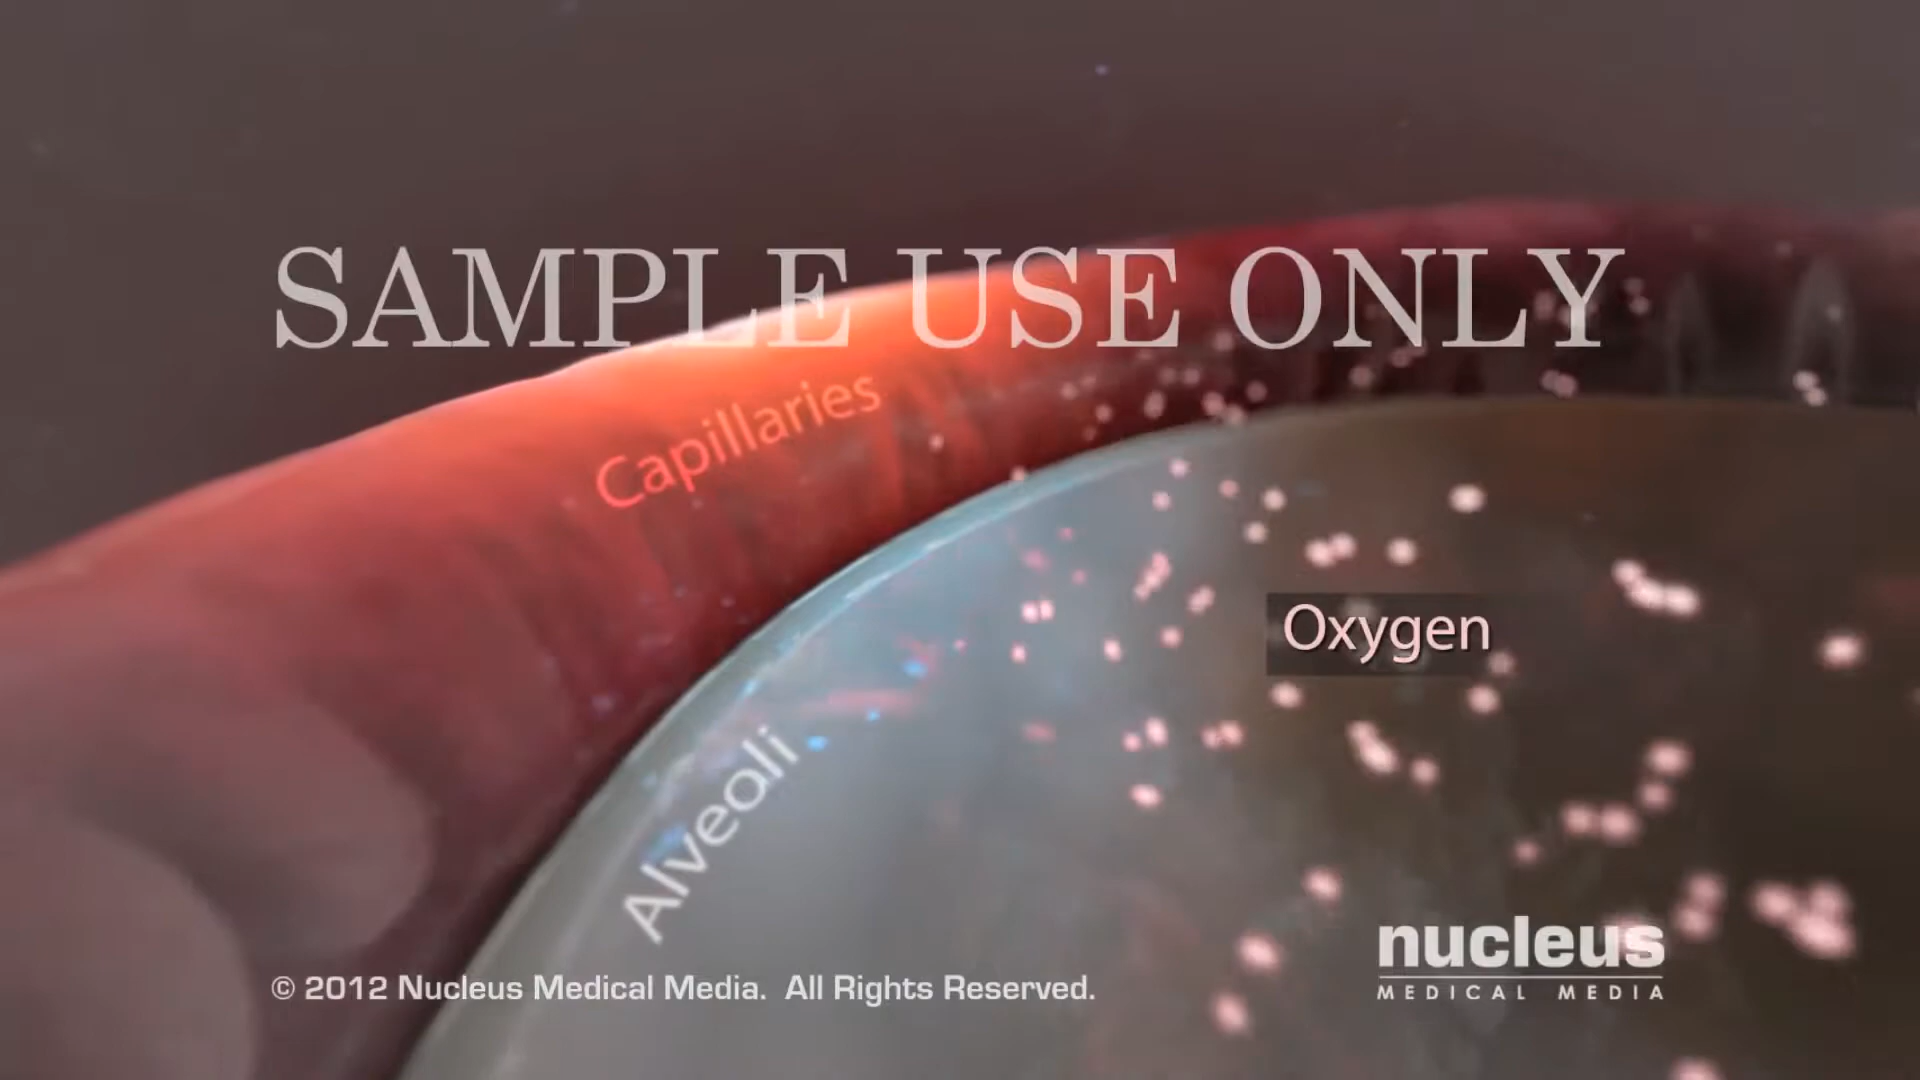 SAMPLE USE ONLY
Capillaries
Oxygen
Alveoli
nucleus
MEDICAL MEDIA
© 2012 Nucleus Medical Media. All Rights Reserved.